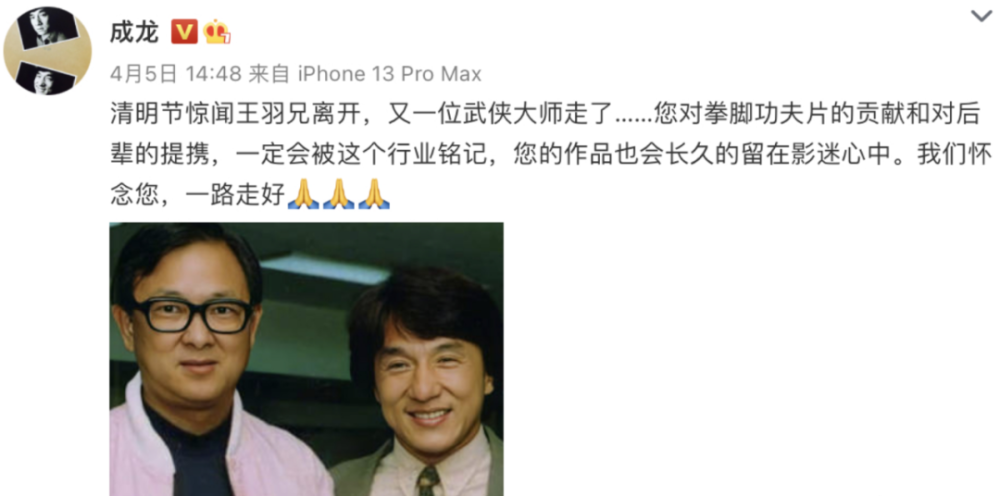 成龙
4月5日 14:48 来自 iPhone 13 Pro Max
清明节惊闻王羽兄离开，又一位武侠大师走了......您对拳脚功夫片的贡献和对后
辈的提携，一定会被这个行业铭记，您的作品也会长久的留在影迷心中。我们怀
念您，一路走好🙏🙏🙏